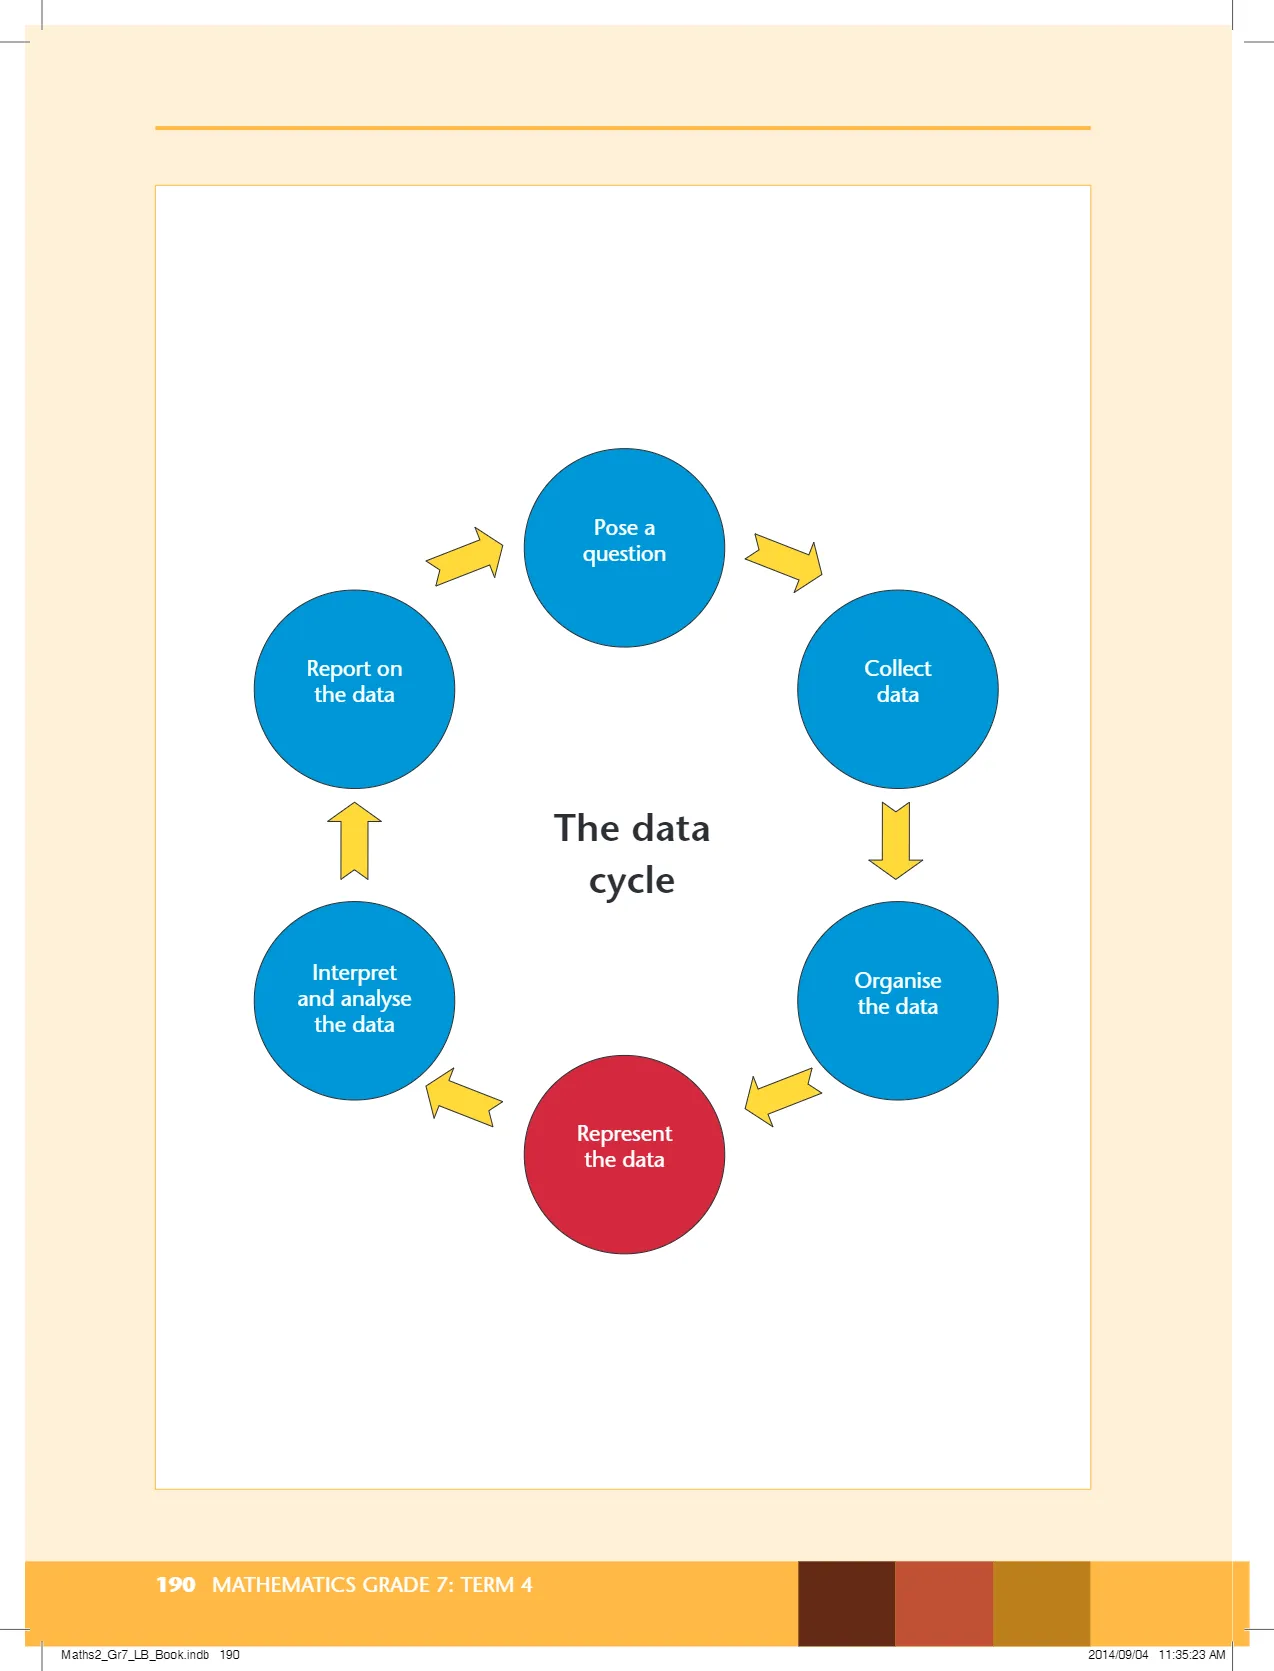 Pose a
question
Collect
data
Organise
the data
Represent
the data
Interpret
and analyse
the data
Report on
the data
The data
cycle
190 MATHEMATICS GRADE 7: TERM 4
Maths2_Gr7_LB_Book.indb 190
2014/09/04 11:35:23 AM